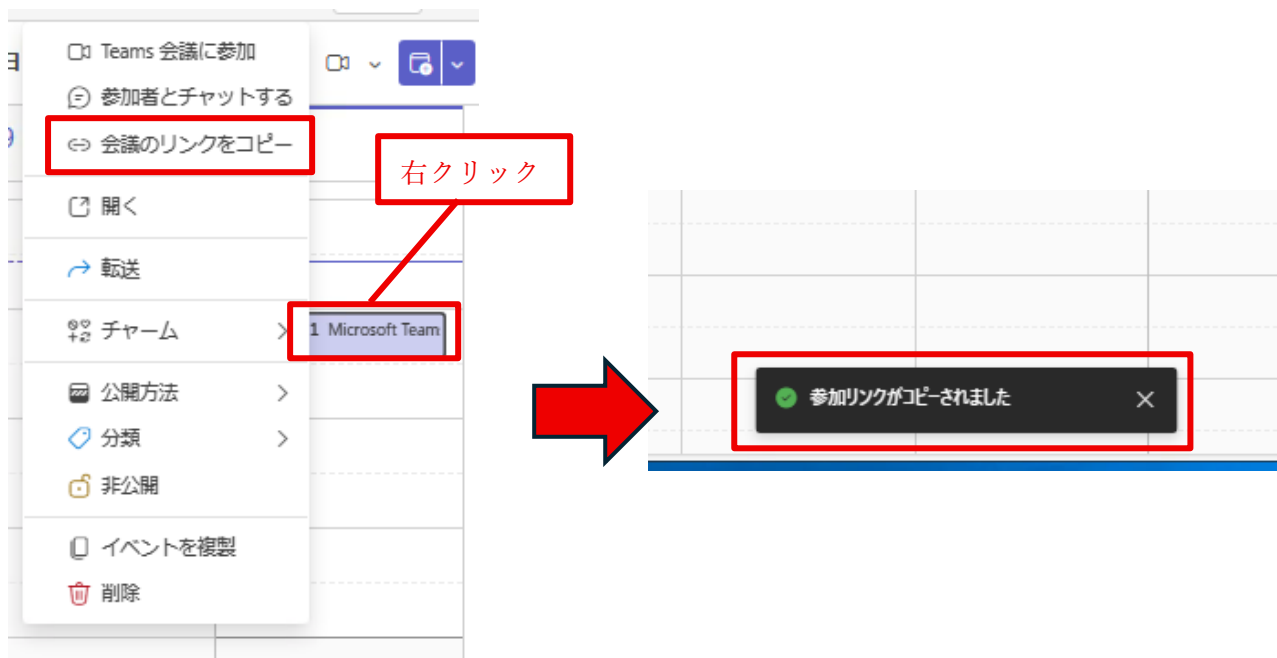 Teams 会議に参加
参加者とチャットする
会議のリンクをコピー
開く
転送
チャーム
公開方法
分類
非公開
イベントを複製
削除
日
9
右クリック
1 Microsoft Team
参加リンクがコピーされました